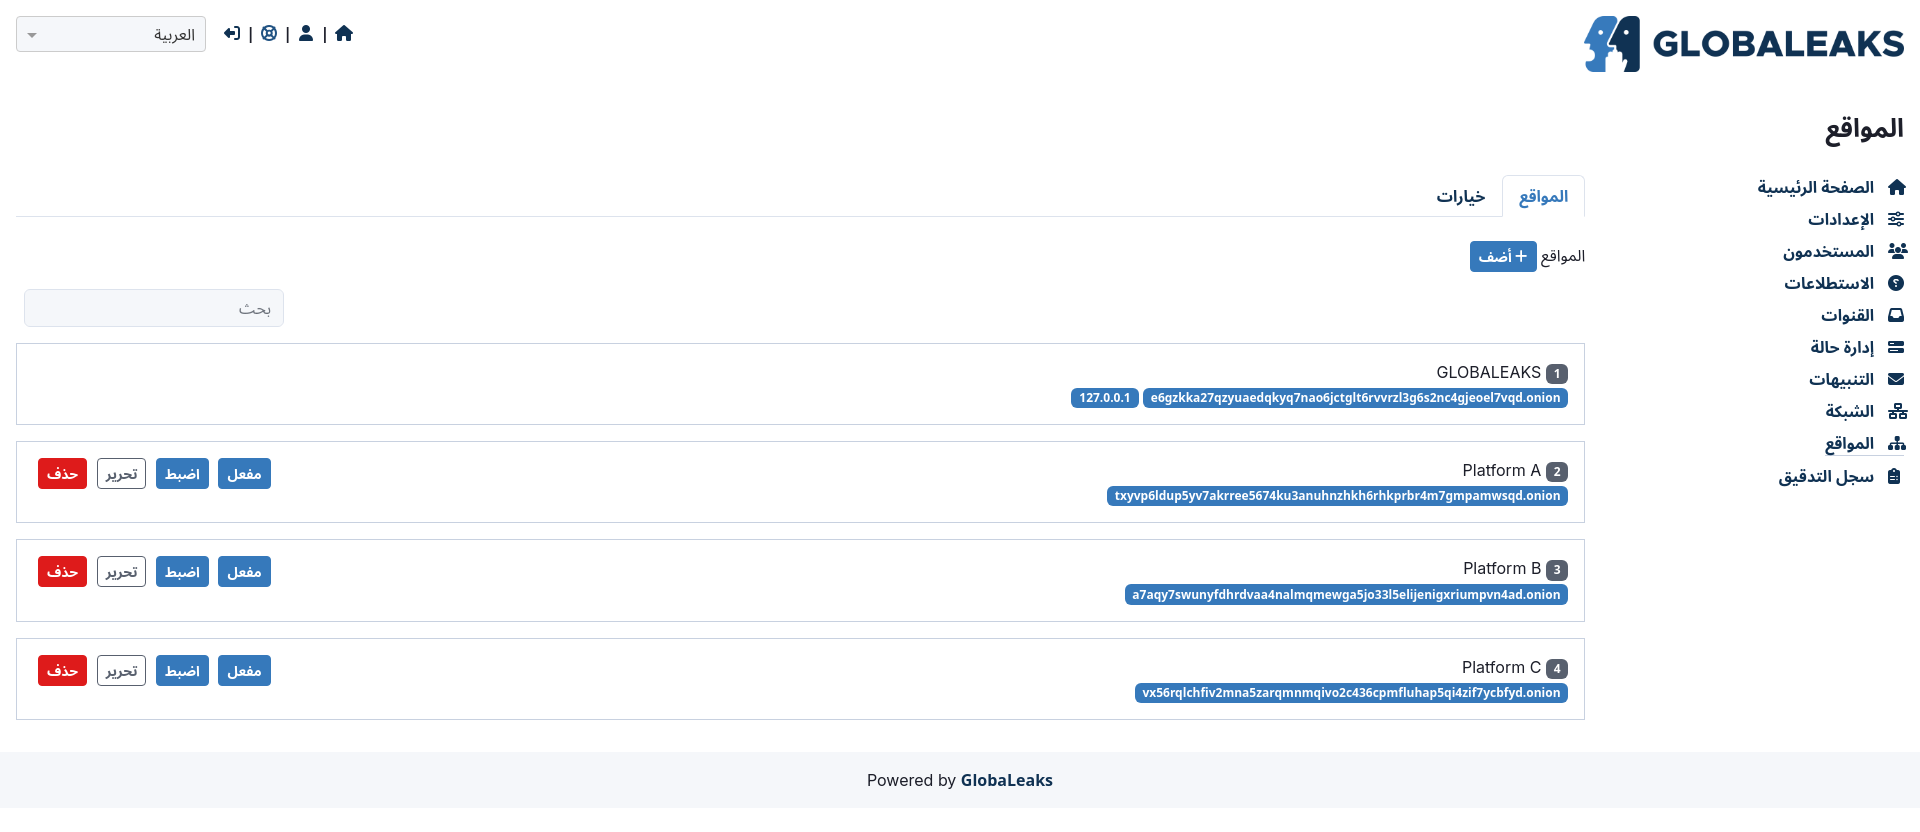 GLOBALEAKS
| | |
العربية
المواقع
الصفحة الرئيسية
الإعدادات
المستخدمون
الاستطلاعات
القنوات
إدارة حالة
التنبيهات
الشبكة
المواقع
سجل التدقيق
المواقع
خيارات
المواقع + أضف
بحث
1 GLOBALEAKS
e6gzkka27qzyuaedqkyq7nao6jctglt6rvvrzl3g6s2nc4gjeoel7vqd.onion 127.0.0.1
2 Platform A
txyvp6ldup5yv7akrree5674ku3anuhnzhkh6rhkprbr4m7gmpamwsqd.onion
مفعل اضبط تحرير حذف
3 Platform B
a7aqy7swunyfdhrdvaa4nalmqmewga5jo33l5elijenigxriumpvn4ad.onion
مفعل اضبط تحرير حذف
4 Platform C
vx56rqlchfiv2mna5zarqmnmqivo2c436cpmfluhap5qi4zif7ycbfyd.onion
مفعل اضبط تحرير حذف
Powered by GlobaLeaks